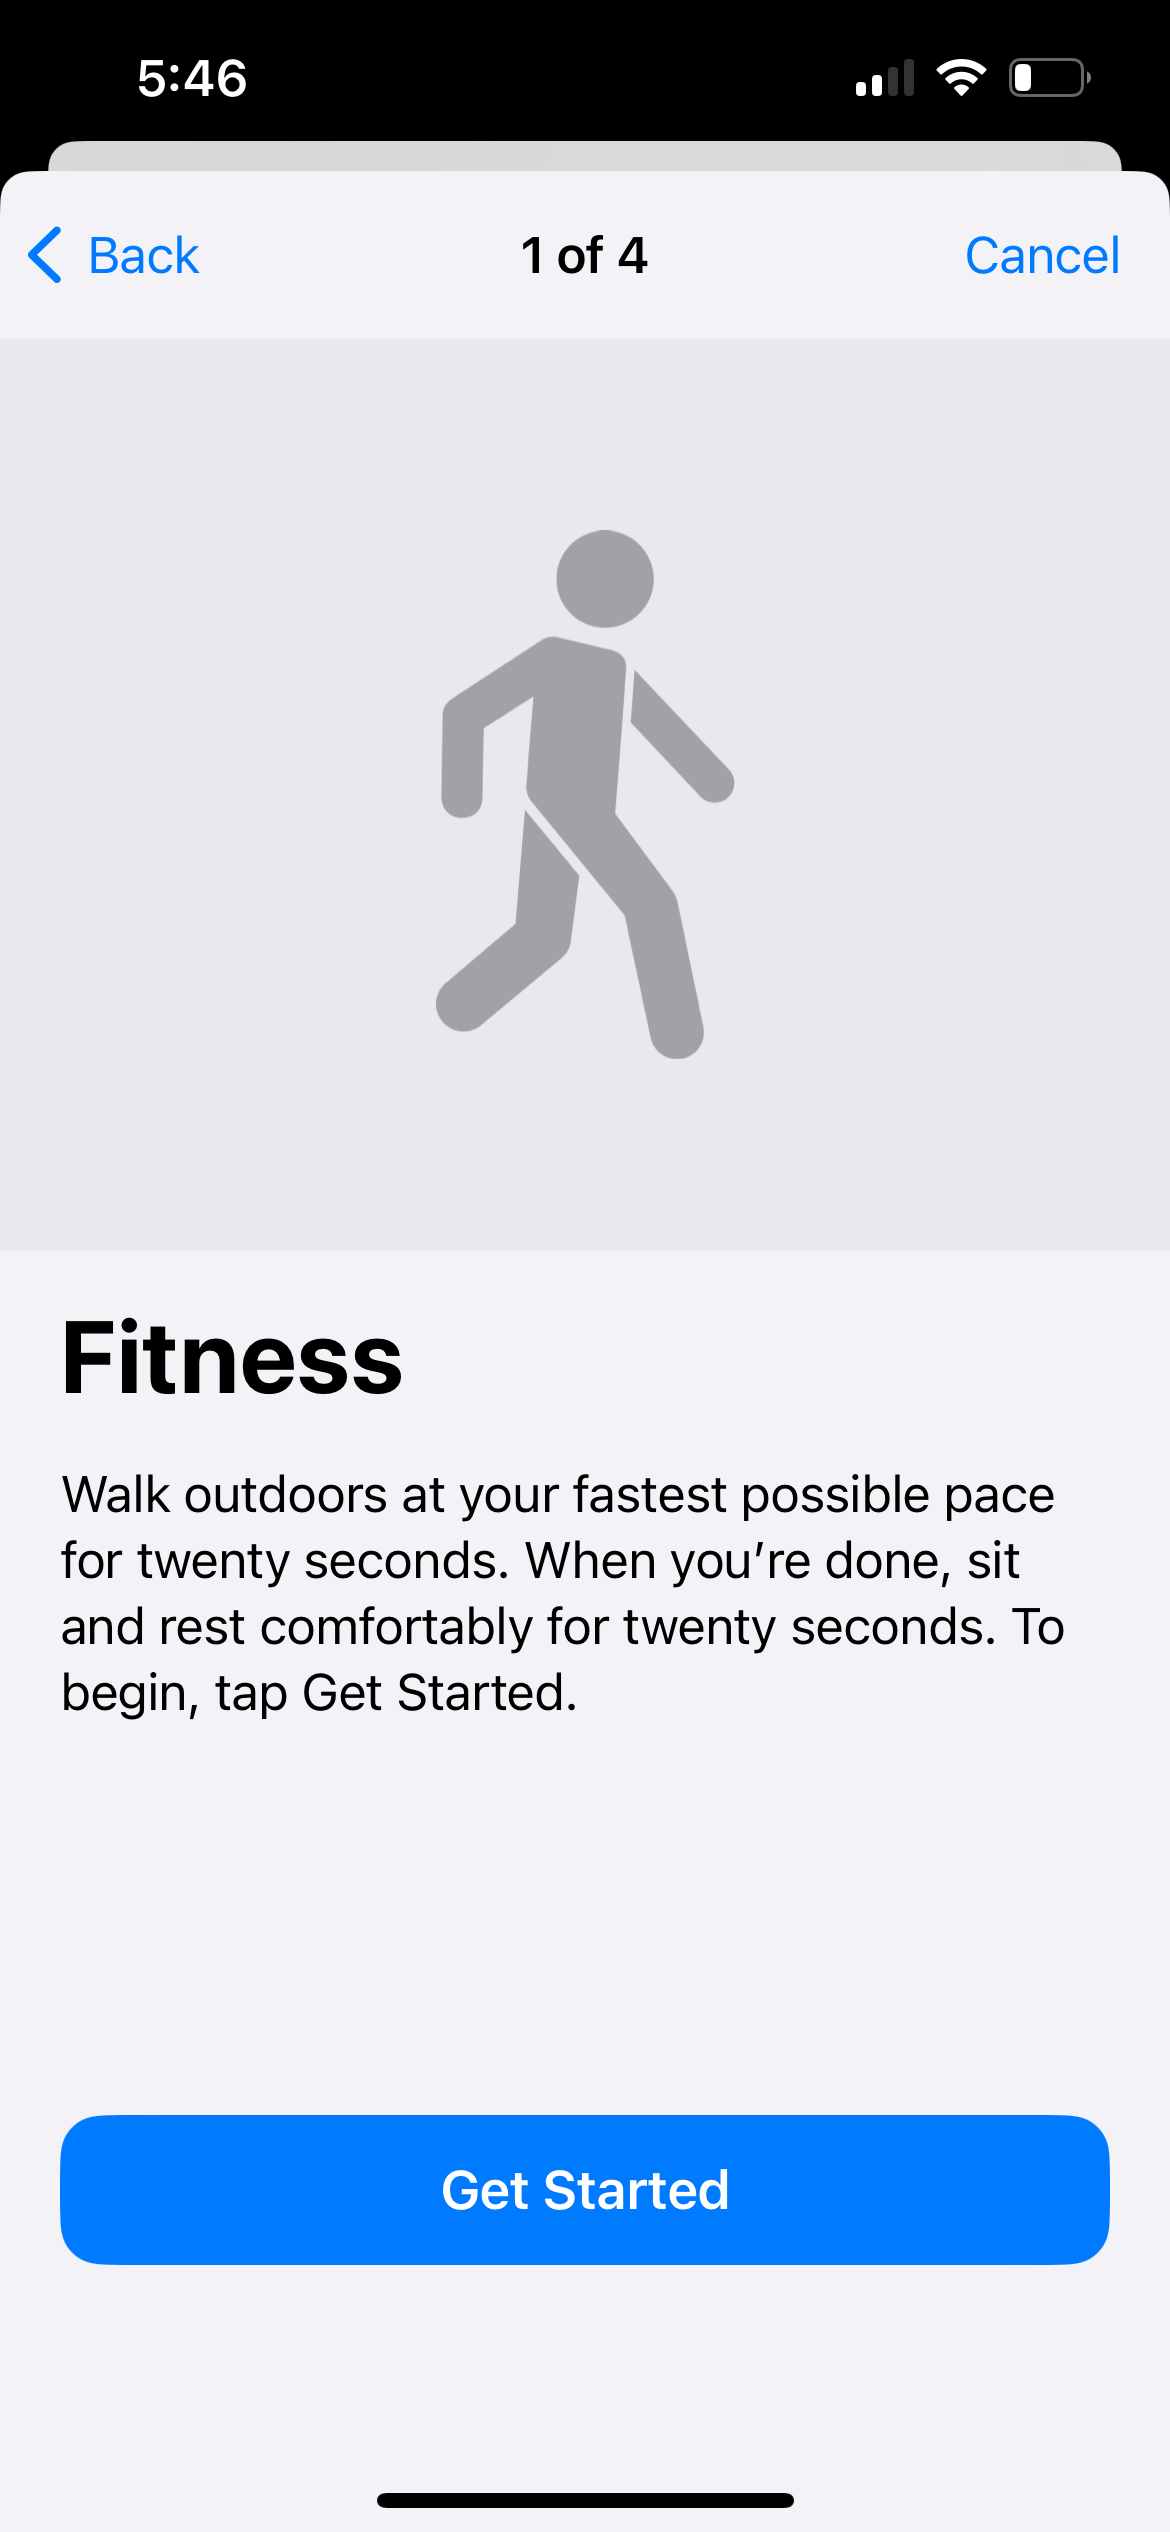 5:46
Back
1 of 4
Cancel
Fitness
Walk outdoors at your fastest possible pace
for twenty seconds. When you’re done, sit
and rest comfortably for twenty seconds. To
begin, tap Get Started.
Get Started